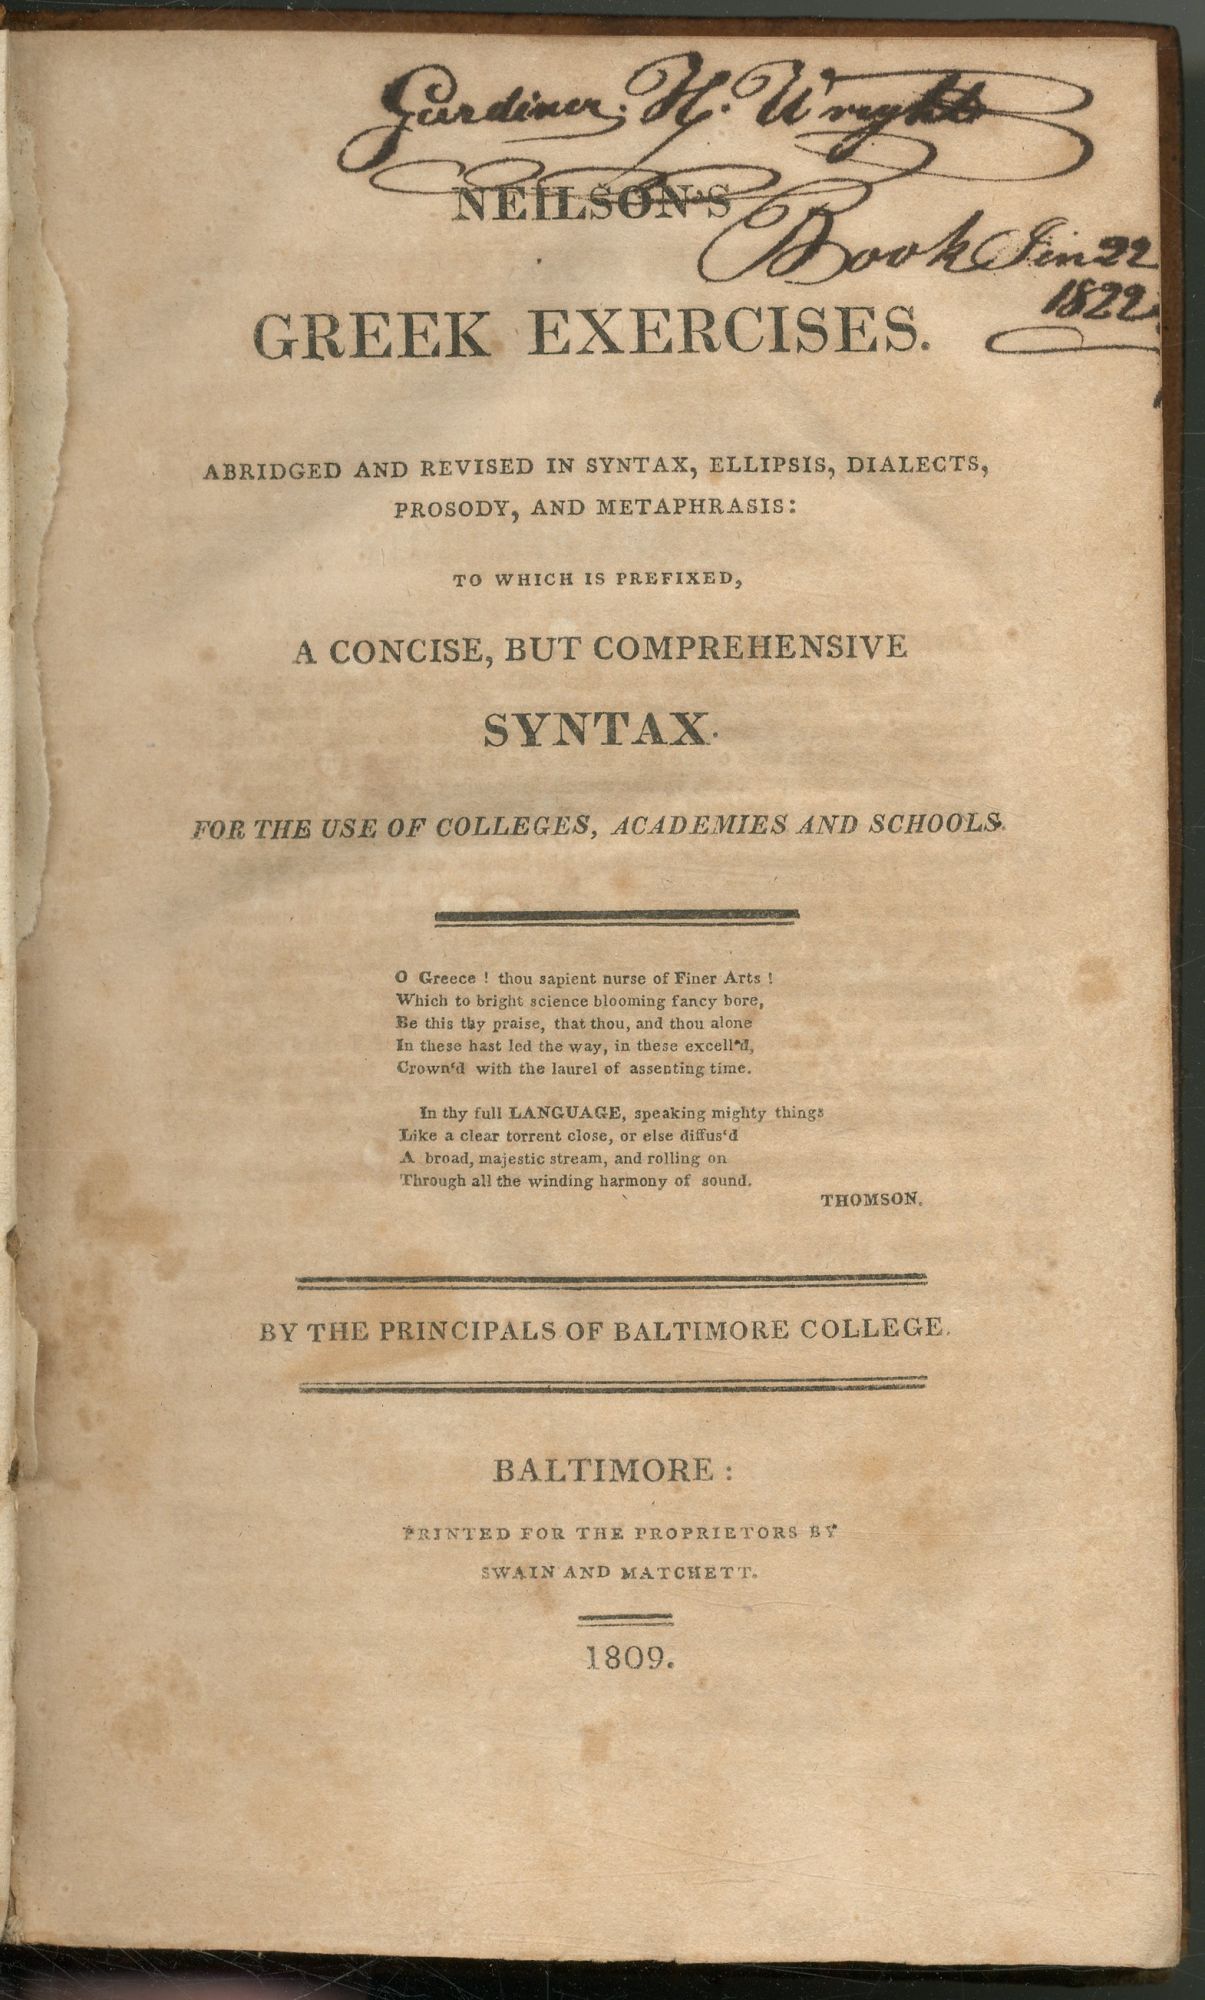 Gardiner. H. Wright
NEILSON'S
Book Jin 22
1822
GREEK EXERCISES.
ABRIDGED AND REVISED IN SYNTAX, ELLIPSIS, DIALECTS,
PROSODY, AND METAPHRASIS:
TO WHICH IS PREFIXED,
A CONCISE, BUT COMPREHENSIVE
SYNTAX.
FOR THE USE OF COLLEGES, ACADEMIES AND SCHOOLS.
O Greece ! thou sapient nurse of Finer Arts !
Which to bright science blooming fancy bore,
Be this thy praise, that thou, and thou alone
In these hast led the way, in these excell'd,
Crown‘d with the laurel of assenting time.
In thy full LANGUAGE, speaking mighty things
Like a clear torrent close, or else diffus‘d
A broad, majestic stream, and rolling on
Through all the winding harmony of sound.
THOMSON.
BY THE PRINCIPALS OF BALTIMORE COLLEGE.
BALTIMORE :
PRINTED FOR THE PROPRIETORS BY
SWAIN AND MATCHETT.
1809.